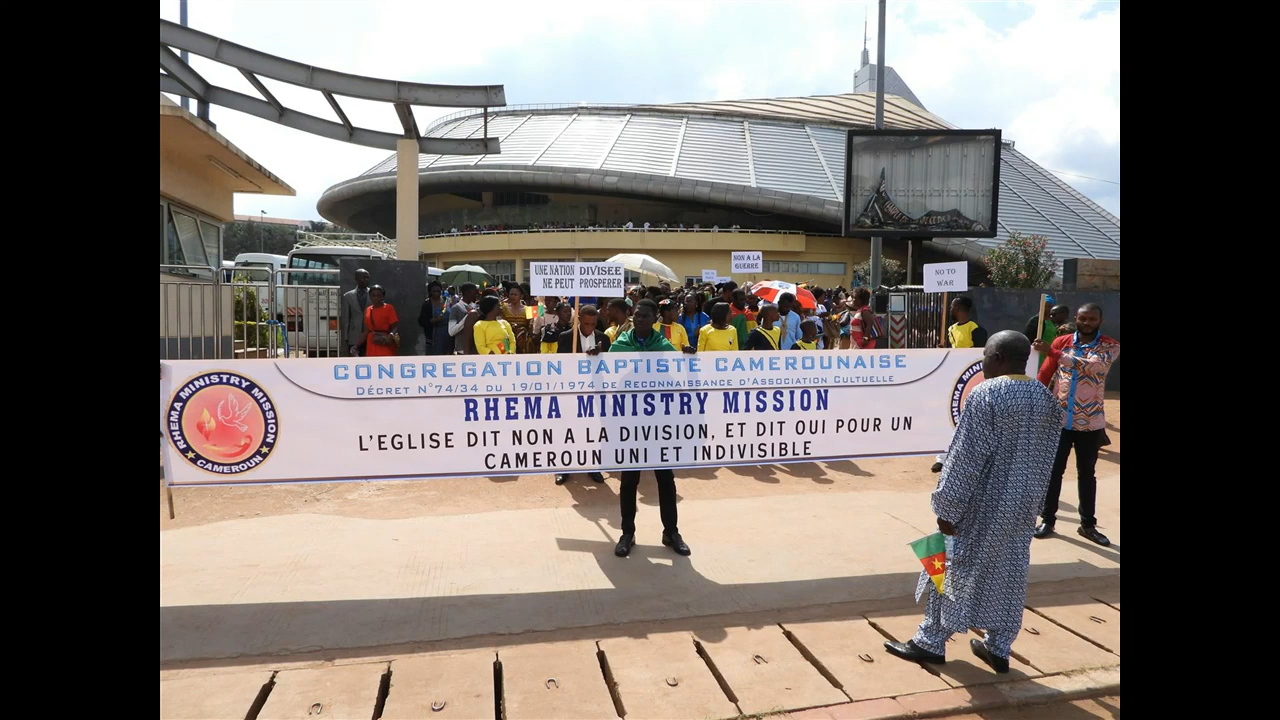 NON A LA
GUERRE
UNE NATION DIVISEE
NE PEUT PROSPERER
NO TO
WAR
CONGREGATION BAPTISTE CAMEROUNAISE
DÉCRET N°74/34 DU 19/01/1974 DE RECONNAISSANCE D'ASSOCIATION CULTUELLE
RHEMA MINISTRY MISSION
L'EGLISE DIT NON A LA DIVISION, ET DIT OUI POUR UN
CAMEROUN UNI ET INDIVISIBLE
RHEMA MINISTRY MISSION
CAMEROUN